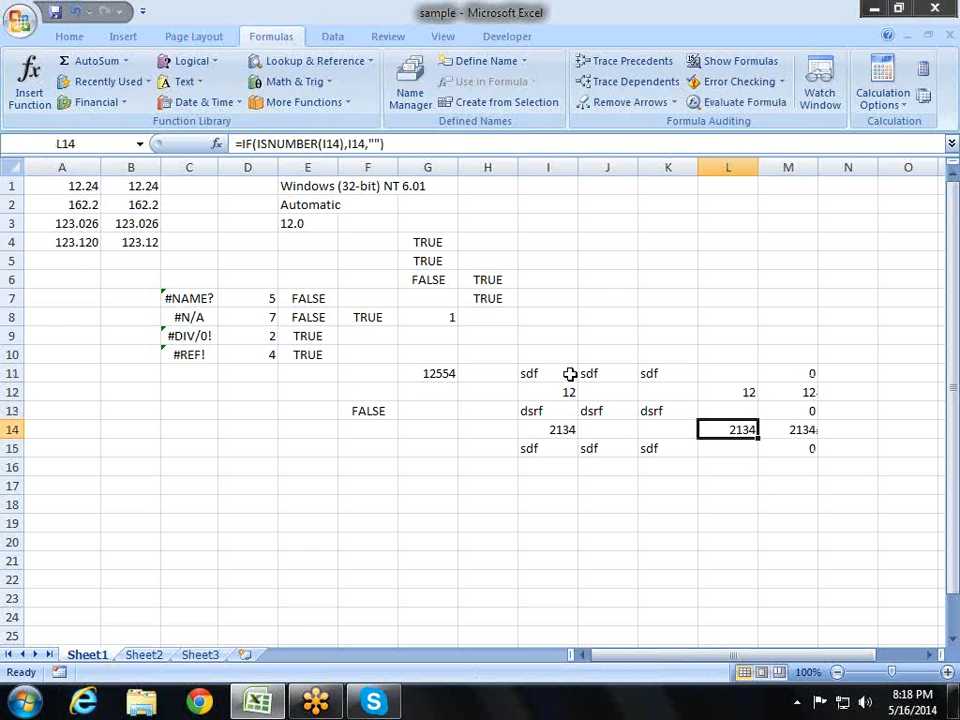 sample - Microsoft Excel
Home Insert Page Layout Formulas Data Review View Developer
Insert Function
AutoSum Recently Used Financial
Logical Text Date & Time
Lookup & Reference Math & Trig More Functions
Function Library
Name Manager
Define Name Use in Formula Create from Selection
Defined Names
Trace Precedents Trace Dependents Remove Arrows
Show Formulas Error Checking Evaluate Formula
Formula Auditing
Watch Window
Calculation Options
Calculation
L14 fx =IF(ISNUMBER(I14),I14,"")
A B C D E F G H I J K L M N O
1 12.24 12.24 Windows (32-bit) NT 6.01
2 162.2 162.2 Automatic
3 123.026 123.026 12.0
4 123.120 123.12 TRUE
5 TRUE
6 FALSE TRUE
7 #NAME? 5 FALSE TRUE
8 #N/A 7 FALSE TRUE 1
9 #DIV/0! 2 TRUE
10 #REF! 4 TRUE
11 12554 sdf sdf sdf 0
12 12 12 12
13 FALSE dsrf dsrf dsrf 0
14 2134 2134 2134
15 sdf sdf sdf 0
16
17
18
19
20
21
22
23
24
25
Sheet1 Sheet2 Sheet3
Ready 100%
8:18 PM
5/16/2014